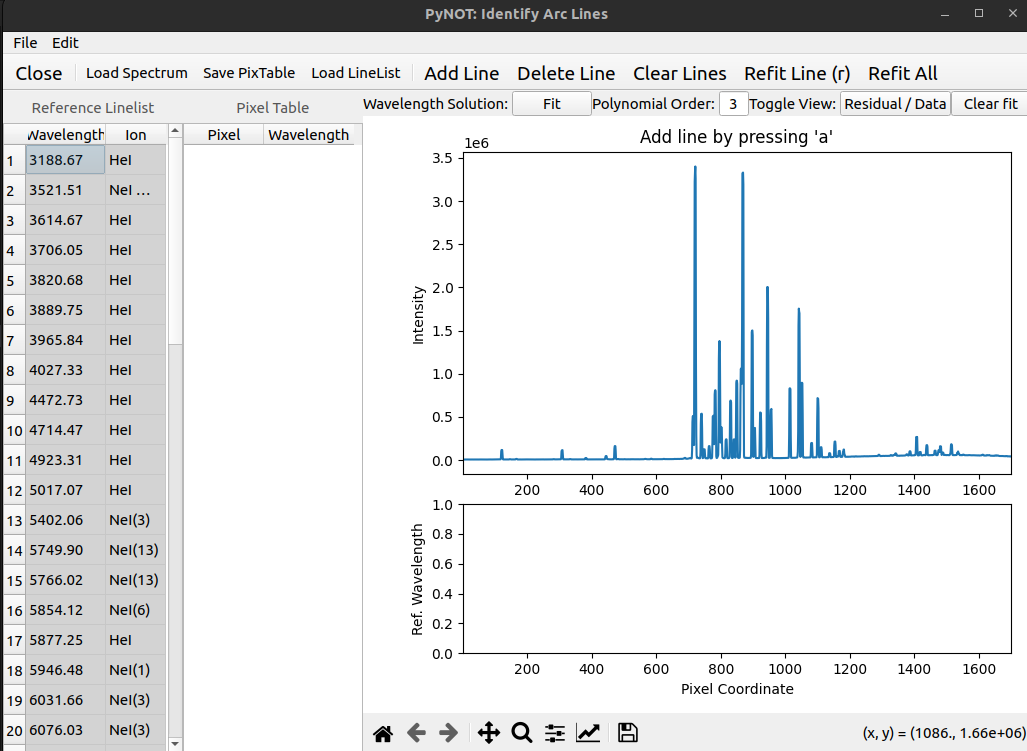 PyNOT: Identify Arc Lines
File Edit
Close Load Spectrum Save PixTable Load LineList Add Line Delete Line Clear Lines Refit Line (r) Refit All
Reference Linelist Pixel Table Wavelength Solution: Fit Polynomial Order: 3 Toggle View: Residual / Data Clear fit
Wavelength Ion Pixel Wavelength
1 3188.67 HeI
2 3521.51 NeI ...
3 3614.67 HeI
4 3706.05 HeI
5 3820.68 HeI
6 3889.75 HeI
7 3965.84 HeI
8 4027.33 HeI
9 4472.73 HeI
10 4714.47 HeI
11 4923.31 HeI
12 5017.07 HeI
13 5402.06 NeI(3)
14 5749.90 NeI(13)
15 5766.02 NeI(13)
16 5854.12 NeI(6)
17 5877.25 HeI
18 5946.48 NeI(1)
19 6031.66 NeI(3)
20 6076.03 NeI(3)
Add line by pressing 'a'
1e6
3.5
3.0
2.5
2.0
1.5
1.0
0.5
0.0
Intensity
200 400 600 800 1000 1200 1400 1600
1.0
0.8
0.6
0.4
0.2
0.0
Ref. Wavelength
200 400 600 800 1000 1200 1400 1600
Pixel Coordinate
(x, y) = (1086., 1.66e+06)